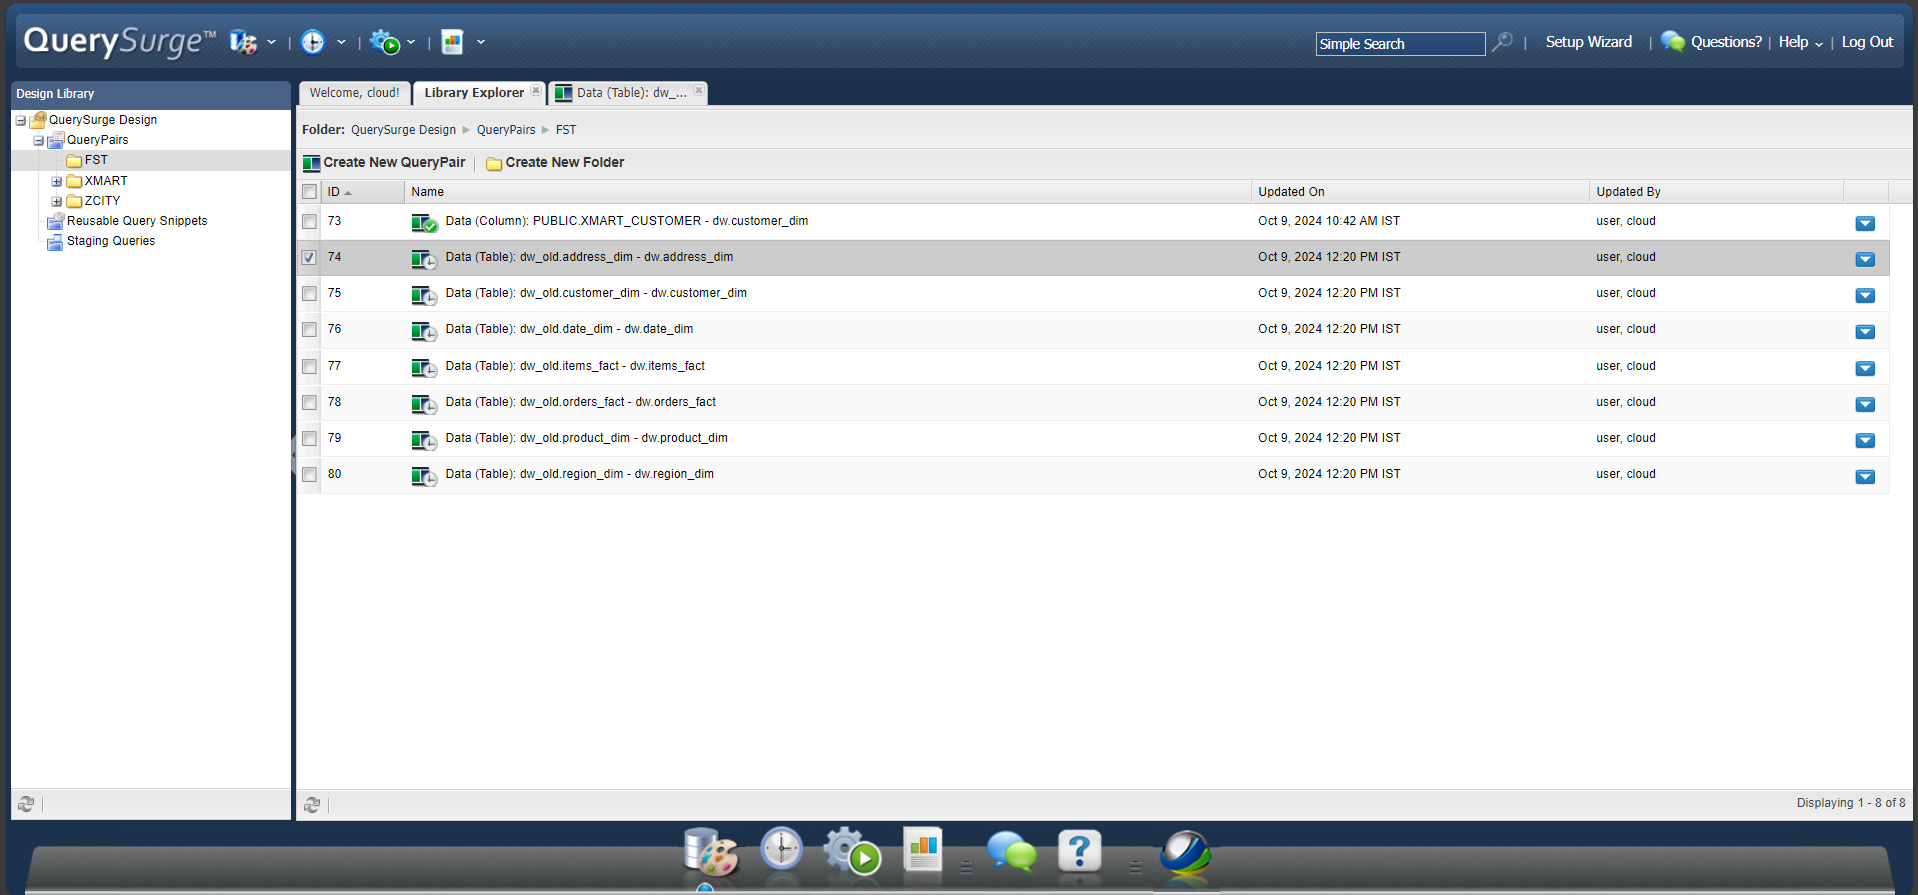 QuerySurge™
Simple Search
Setup Wizard | Questions? | Help | Log Out
Design Library
QuerySurge Design
QueryPairs
FST
XMART
ZCITY
Reusable Query Snippets
Staging Queries
Welcome, cloud! Library Explorer Data (Table): dw_...
Folder: QuerySurge Design QueryPairs FST
Create New QueryPair Create New Folder
ID Name Updated On Updated By
73 Data (Column): PUBLIC.XMART_CUSTOMER - dw.customer_dim Oct 9, 2024 10:42 AM IST user, cloud
74 Data (Table): dw_old.address_dim - dw.address_dim Oct 9, 2024 12:20 PM IST user, cloud
75 Data (Table): dw_old.customer_dim - dw.customer_dim Oct 9, 2024 12:20 PM IST user, cloud
76 Data (Table): dw_old.date_dim - dw.date_dim Oct 9, 2024 12:20 PM IST user, cloud
77 Data (Table): dw_old.items_fact - dw.items_fact Oct 9, 2024 12:20 PM IST user, cloud
78 Data (Table): dw_old.orders_fact - dw.orders_fact Oct 9, 2024 12:20 PM IST user, cloud
79 Data (Table): dw_old.product_dim - dw.product_dim Oct 9, 2024 12:20 PM IST user, cloud
80 Data (Table): dw_old.region_dim - dw.region_dim Oct 9, 2024 12:20 PM IST user, cloud
Displaying 1 - 8 of 8
?